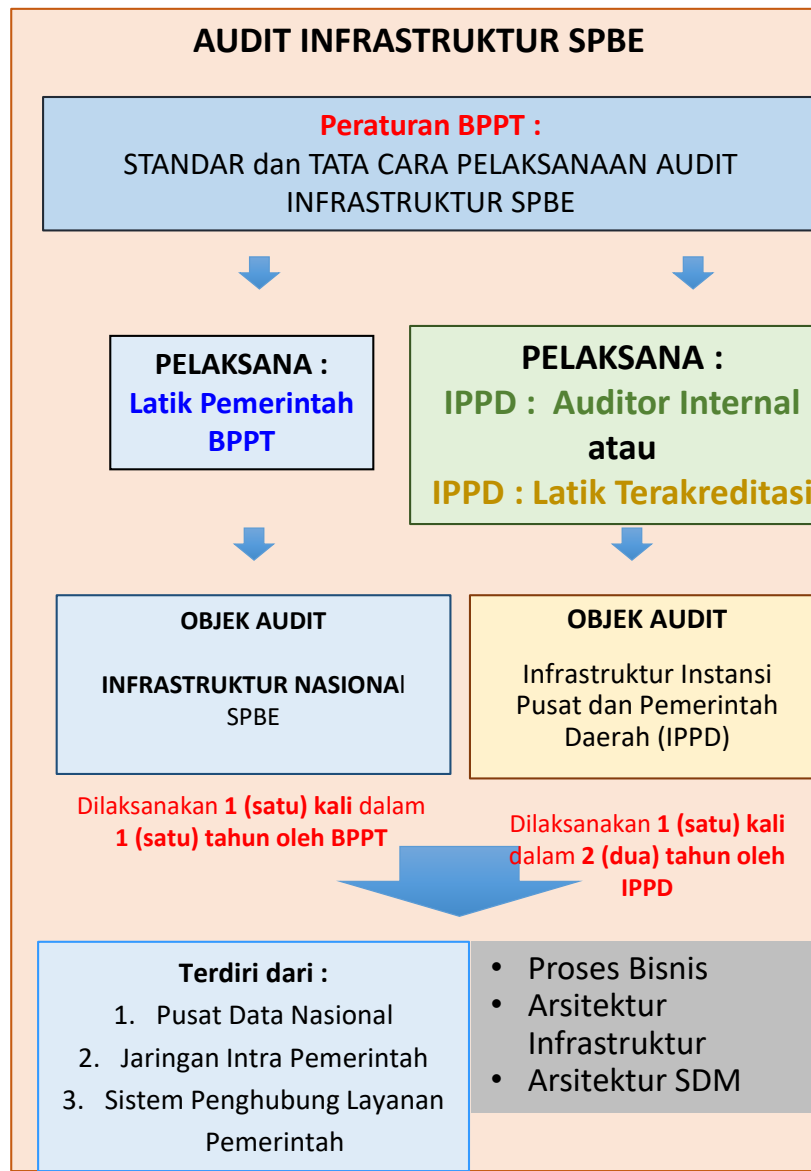 AUDIT INFRASTRUKTUR SPBE
Peraturan BPPT :
STANDAR dan TATA CARA PELAKSANAAN AUDIT
INFRASTRUKTUR SPBE
PELAKSANA :
Latik Pemerintah
BPPT
PELAKSANA :
IPPD : Auditor Internal
atau
IPPD : Latik Terakreditasi
OBJEK AUDIT
INFRASTRUKTUR NASIONAl
SPBE
OBJEK AUDIT
Infrastruktur Instansi
Pusat dan Pemerintah
Daerah (IPPD)
Dilaksanakan 1 (satu) kali dalam
1 (satu) tahun oleh BPPT
Dilaksanakan 1 (satu) kali
dalam 2 (dua) tahun oleh
IPPD
Terdiri dari :
1. Pusat Data Nasional
2. Jaringan Intra Pemerintah
3. Sistem Penghubung Layanan
Pemerintah
• Proses Bisnis
• Arsitektur
Infrastruktur
• Arsitektur SDM